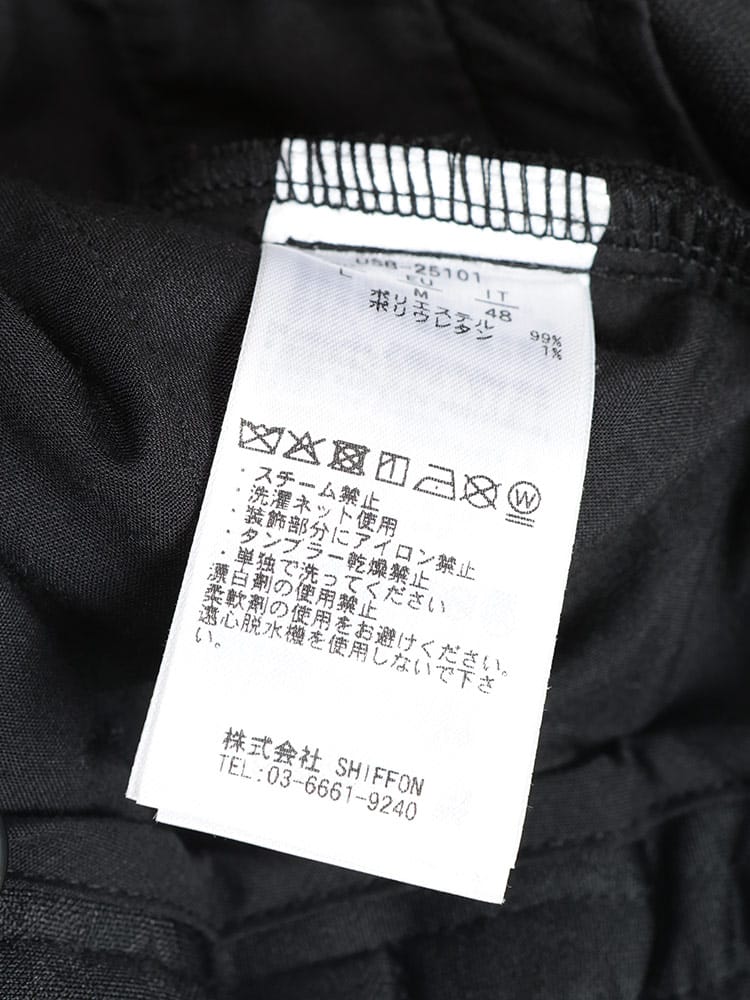 USB-25101
L EU M IT 48
ポリエステル 99%
ポリウレタン 1%
W
・スチーム禁止
・洗濯ネット使用
・装飾部分にアイロン禁止
・タンブラー乾燥禁止
・単独で洗ってください
漂白剤の使用禁止
柔軟剤の使用をお避けください。
遠心脱水機を使用しないで下さ
い。
株式会社 SHIFFON
TEL:03-6661-9240